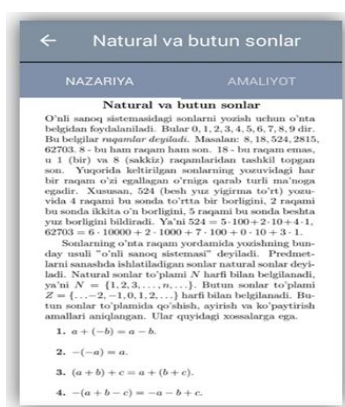 ← Natural va butun sonlar
NAZARIYA AMALIYOT
Natural va butun sonlar
O'nli sanoq sistemasidagi sonlarni yozish uchun o'nta
belgidan foydalaniladi. Bular 0, 1, 2, 3, 4, 5, 6, 7, 8, 9 dir.
Bu belgilar raqamlar deyiladi. Masalan: 8, 18, 524, 2815,
62703. 8 - bu ham raqam ham son. 18 - bu raqam emas,
u 1 (bir) va 8 (sakkiz) raqamlaridan tashkil topgan
son. Yuqorida keltirilgan sonlarning yozuvidagi har
bir raqam o'zi egallagan o'rniga qarab turli ma'noga
egadir. Xususan, 524 (besh yuz yigirma to'rt) yozu-
vida 4 raqami bu sonda to'rtta bir borligini, 2 raqami
bu sonda ikkita o'n borligini, 5 raqami bu sonda beshta
yuz borligini bildiradi. Ya'ni 524 = 5·100+2·10+4·1,
62703 = 6 · 10000 + 2 · 1000 + 7 · 100 + 0 · 10 + 3 · 1.
Sonlarning o'nta raqam yordamida yozishning bun-
day usuli "o'nli sanoq sistemasi" deyiladi. Predmet-
larni sanashda ishlatiladigan sonlar natural sonlar deyi-
ladi. Natural sonlar to'plami N harfi bilan belgilanadi,
ya'ni N = {1, 2, 3, . . . , n, . . .}. Butun sonlar to'plami
Z = {. . . −2, −1, 0, 1, 2, . . .} harfi bilan belgilanadi. Bu-
tun sonlar to'plamida qo'shish, ayirish va ko'paytirish
amallari aniqlangan. Ular quyidagi xossalarga ega.
1. a + (−b) = a − b.
2. −(−a) = a.
3. (a + b) + c = a + (b + c).
4. −(a + b − c) = −a − b + c.